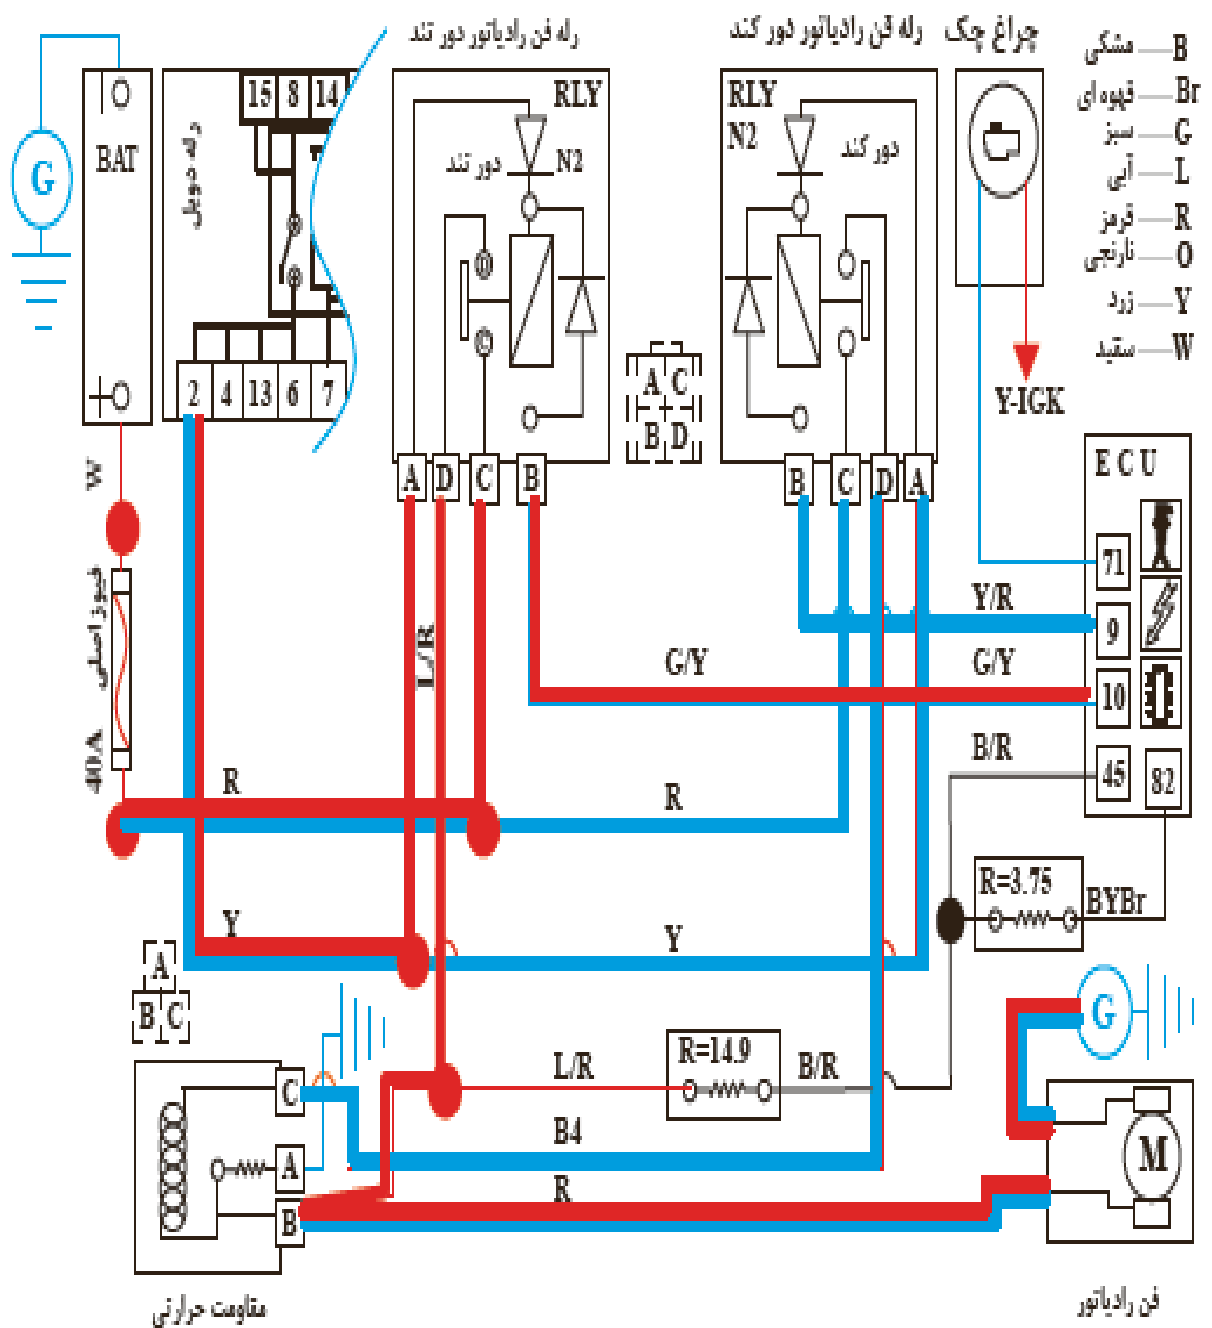 رله فن رادیاتور دور تند
رله فن رادیاتور دور کند
چراغ چک
مشکی B
قهوه ای Br
سبز G
آبی L
قرمز R
نارنجی O
زرد Y
سفید W
G
BAT
رله دوبل
15 8 14
2 4 13 6 7
RLY
N2
دور تند
RLY
N2
دور کند
A C
B D
Y-IGK
A D C B
B C D A
E C U
71
9
10
45
82
W
فیوز اصلی
40A
L/R
Y/R
G/Y
G/Y
B/R
R
R
R=3.75
BYBr
Y
Y
A
B C
G
R=14.9
L/R
B/R
C
A
B
B4
R
M
مقاومت حرارتی
فن رادیاتور